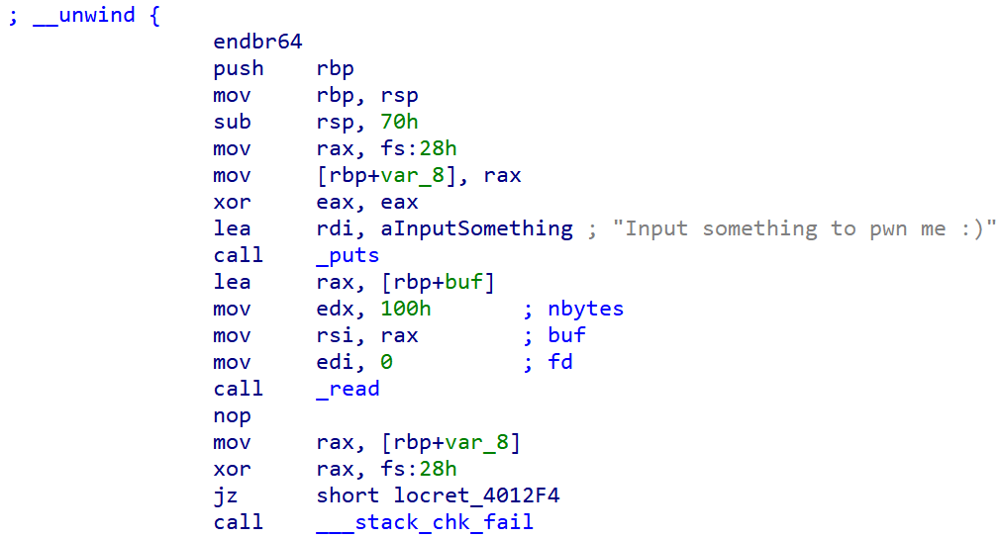 ; __unwind {
endbr64
push rbp
mov rbp, rsp
sub rsp, 70h
mov rax, fs:28h
mov [rbp+var_8], rax
xor eax, eax
lea rdi, aInputSomething ; "Input something to pwn me :)"
call _puts
lea rax, [rbp+buf]
mov edx, 100h ; nbytes
mov rsi, rax ; buf
mov edi, 0 ; fd
call _read
nop
mov rax, [rbp+var_8]
xor rax, fs:28h
jz short locret_4012F4
call ___stack_chk_fail